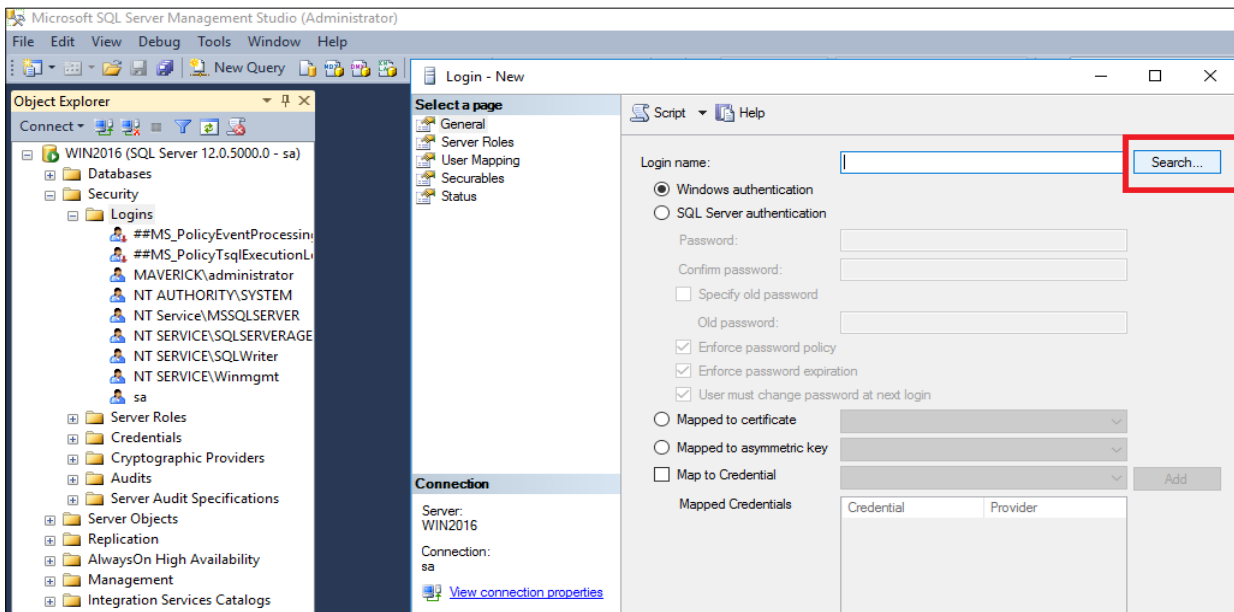 Microsoft SQL Server Management Studio (Administrator)
File Edit View Debug Tools Window Help
New Query
Object Explorer
Connect
WIN2016 (SQL Server 12.0.5000.0 - sa)
Databases
Security
Logins
##MS_PolicyEventProcessing
##MS_PolicyTsqlExecutionL
MAVERICK\administrator
NT AUTHORITY\SYSTEM
NT Service\MSSQLSERVER
NT SERVICE\SQLSERVERAGE
NT SERVICE\SQLWriter
NT SERVICE\Winmgmt
sa
Server Roles
Credentials
Cryptographic Providers
Audits
Server Audit Specifications
Server Objects
Replication
AlwaysOn High Availability
Management
Integration Services Catalogs
Login - New
Select a page
General
Server Roles
User Mapping
Securables
Status
Connection
Server:
WIN2016
Connection:
sa
View connection properties
Script Help
Login name: Search...
Windows authentication
SQL Server authentication
Password:
Confirm password:
Specify old password
Old password:
Enforce password policy
Enforce password expiration
User must change password at next login
Mapped to certificate
Mapped to asymmetric key
Map to Credential Add
Mapped Credentials Credential Provider